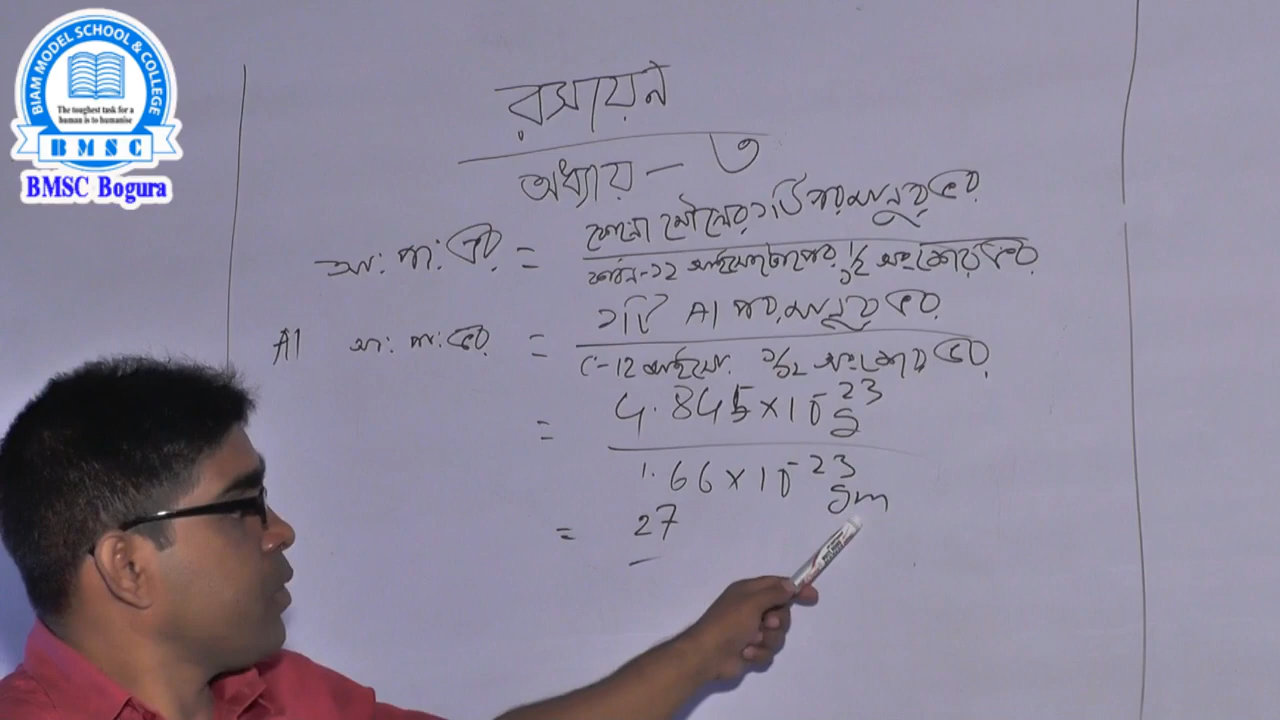 BIAM MODEL SCHOOL & COLLEGE
The toughest task for a
human is to humanise
BMSC
BMSC Bogura
রসায়ন
অধ্যায় - ৩
আ: পা: ভর = কোনো মৌলের ১টি পরমানুর ভর
কার্বন-১২ আইসোটোপের ১/১২ অংশের ভর
Al আ: পা: ভর = ১টি Al পরমানুর ভর
C-12 আইসো. ১/১২ অংশের ভর
= 4.845 × 10⁻²³ g
1.66 × 10⁻²³ gm
= 27